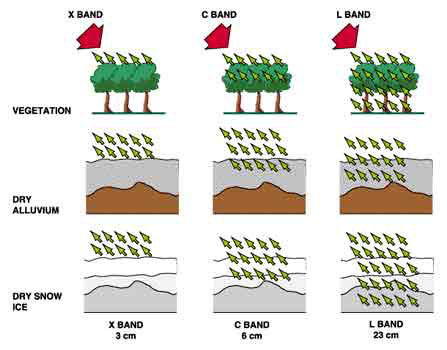 X BAND C BAND L BAND
VEGETATION
DRY
ALLUVIUM
DRY SNOW
ICE
X BAND C BAND L BAND
3 cm 6 cm 23 cm